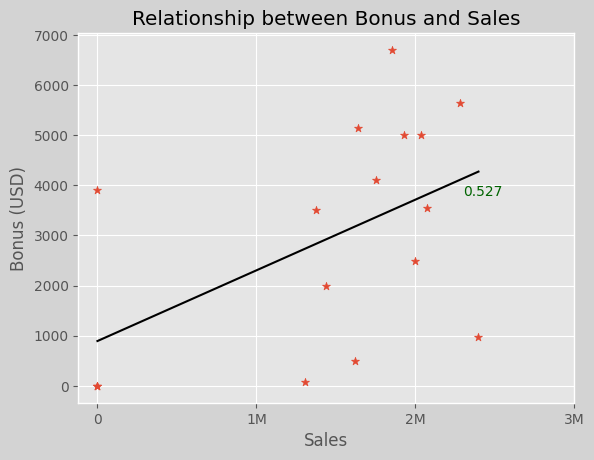 Relationship between Bonus and Sales
7000
6000
5000
4000
3000
2000
1000
0
Bonus (USD)
0.527
0 1M 2M 3M
Sales